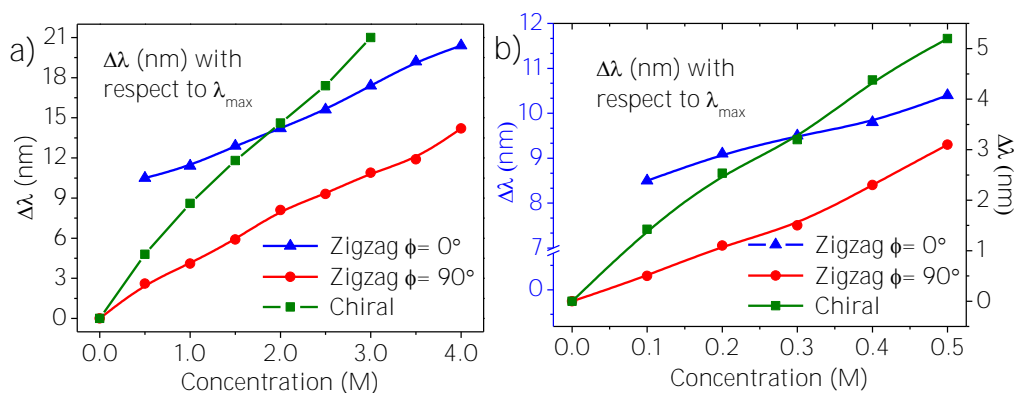 a)
Δλ (nm) with
respect to λmax
21
18
15
12
9
6
3
0
Δλ (nm)
Zigzag ϕ= 0°
Zigzag ϕ= 90°
Chiral
0.0 1.0 2.0 3.0 4.0
Concentration (M)
b)
Δλ (nm) with
respect to λmax
12
11
10
9
8
7
0
Δλ (nm)
5
4
3
2
1
0
Δλ (nm)
Zigzag ϕ= 0°
Zigzag ϕ= 90°
Chiral
0.0 0.1 0.2 0.3 0.4 0.5
Concentration (M)